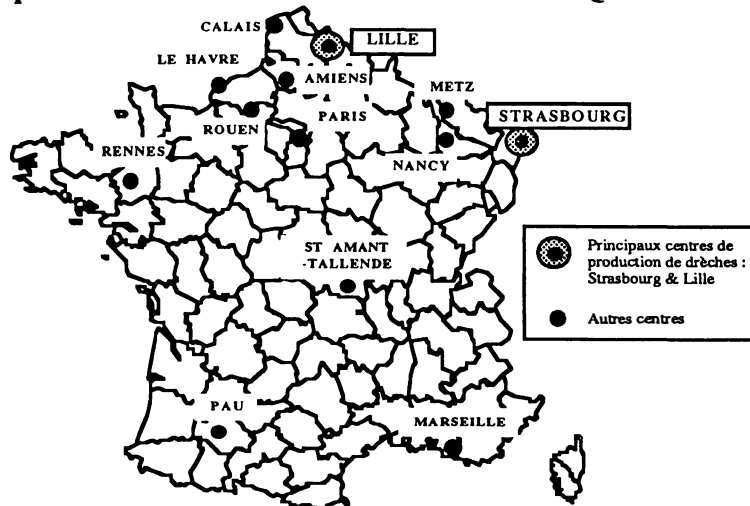 CALAIS
LILLE
LE HAVRE
AMIENS
METZ
PARIS
STRASBOURG
ROUEN
RENNES
NANCY
ST AMANT
-TALLENDE
Principaux centres de
production de drèches :
Strasbourg & Lille
Autres centres
PAU
MARSEILLE